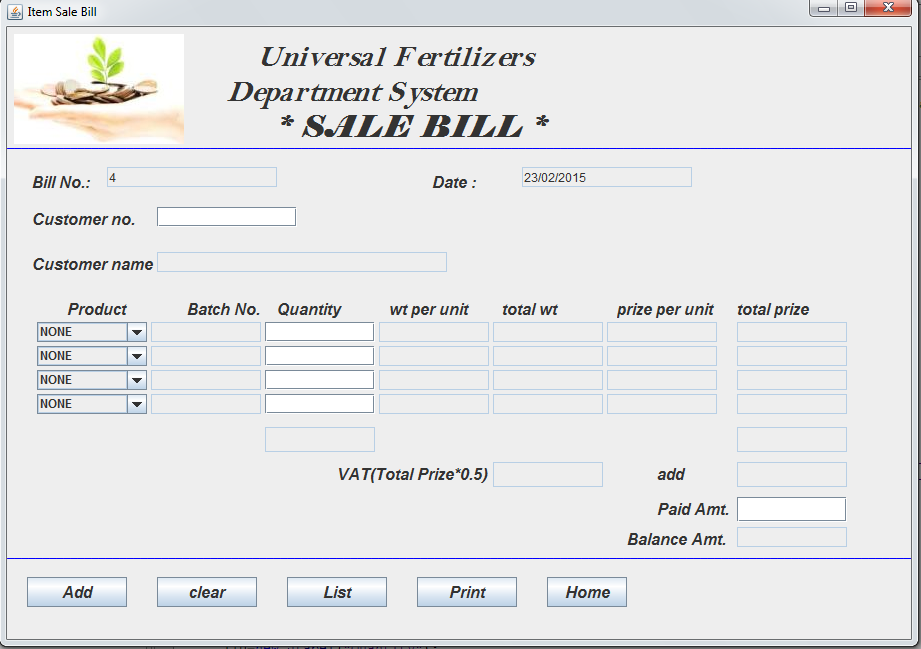 Item Sale Bill
Universal Fertilizers
Department System
* SALE BILL *
Bill No.: 4 Date : 23/02/2015
Customer no.
Customer name
Product Batch No. Quantity wt per unit total wt prize per unit total prize
NONE
NONE
NONE
NONE
VAT(Total Prize*0.5) add
Paid Amt.
Balance Amt.
Add clear List Print Home